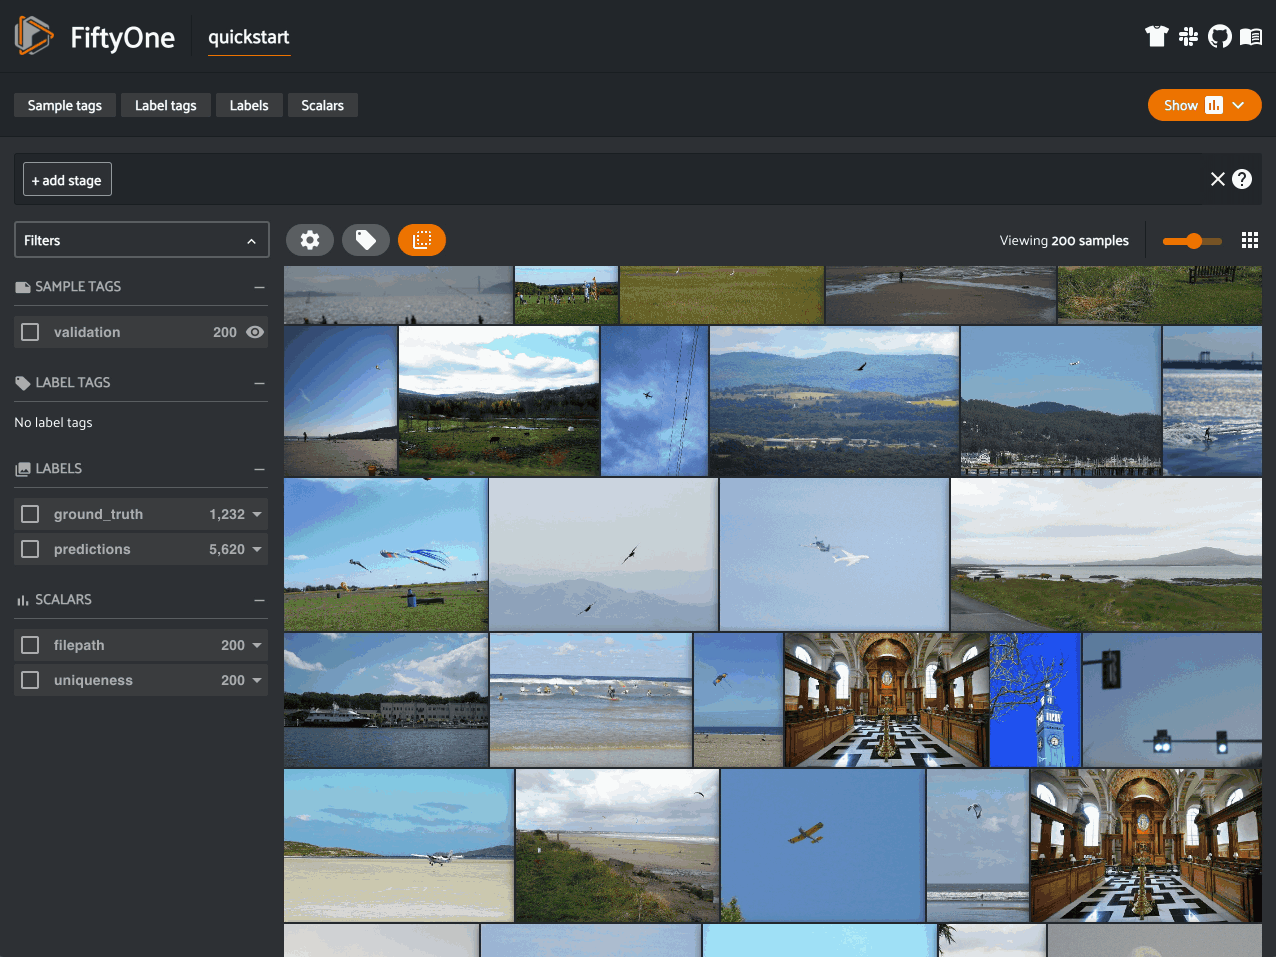 FiftyOne
quickstart
Sample tags
Label tags
Labels
Scalars
Show
+ add stage
Filters
Viewing 200 samples
SAMPLE TAGS
validation 200
LABEL TAGS
No label tags
LABELS
ground_truth 1,232
predictions 5,620
SCALARS
filepath 200
uniqueness 200